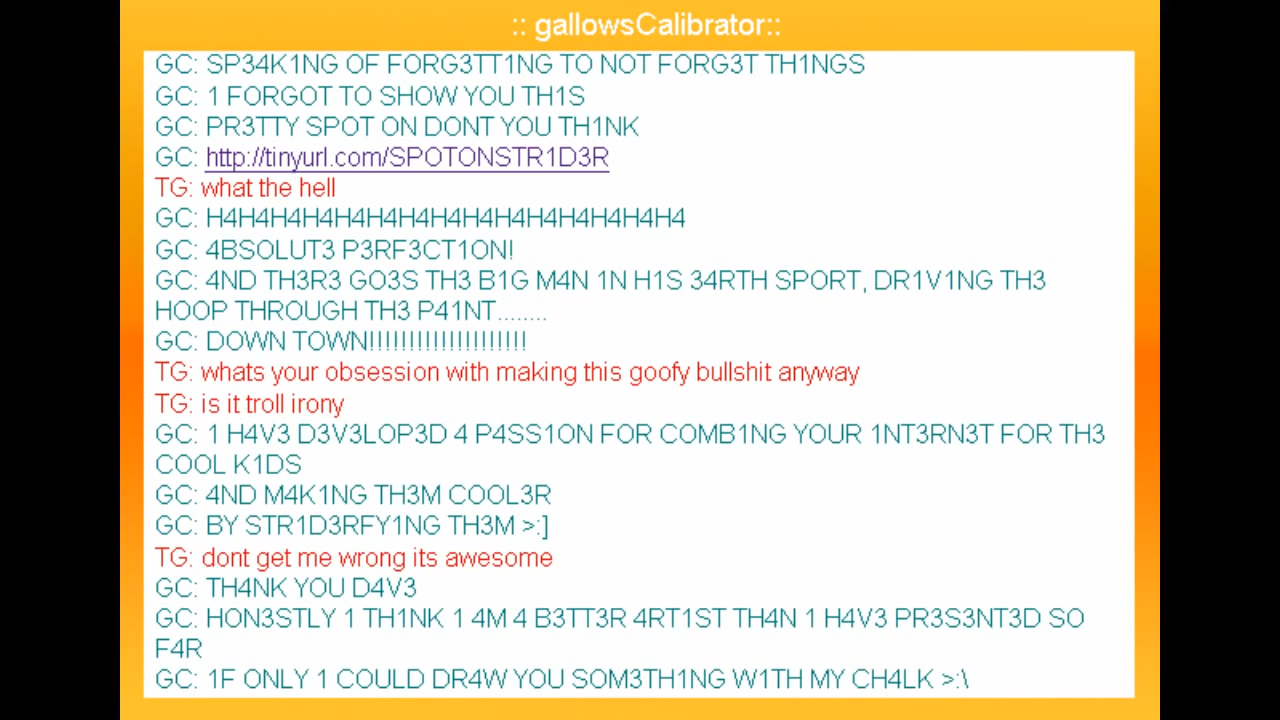 :: gallowsCalibrator::
GC: SP34K1NG OF FORG3TT1NG TO NOT FORG3T TH1NGS
GC: 1 FORGOT TO SHOW YOU TH1S
GC: PR3TTY SPOT ON DONT YOU TH1NK
GC: http://tinyurl.com/SPOTONSTR1D3R
TG: what the hell
GC: H4H4H4H4H4H4H4H4H4H4H4H4H4H4H4
GC: 4BSOLUT3 P3RF3CT1ON!
GC: 4ND TH3R3 GO3S TH3 B1G M4N 1N H1S 34RTH SPORT, DR1V1NG TH3
HOOP THROUGH TH3 P41NT........
GC: DOWN TOWN!!!!!!!!!!!!!!!!!!!!
TG: whats your obsession with making this goofy bullshit anyway
TG: is it troll irony
GC: 1 H4V3 D3V3LOP3D 4 P4SS1ON FOR COMB1NG YOUR 1NT3RN3T FOR TH3
COOL K1DS
GC: 4ND M4K1NG TH3M COOL3R
GC: BY STR1D3RFY1NG TH3M >:]
TG: dont get me wrong its awesome
GC: TH4NK YOU D4V3
GC: HON3STLY 1 TH1NK 1 4M 4 B3TT3R 4RT1ST TH4N 1 H4V3 PR3S3NT3D SO
F4R
GC: 1F ONLY 1 COULD DR4W YOU SOM3TH1NG W1TH MY CH4LK >:\